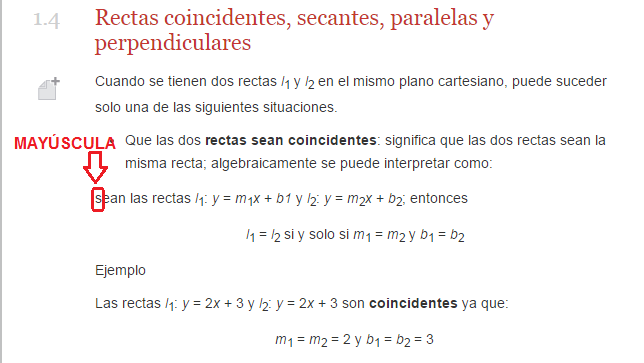 1.4 Rectas coincidentes, secantes, paralelas y
perpendiculares
Cuando se tienen dos rectas l₁ y l₂ en el mismo plano cartesiano, puede suceder
solo una de las siguientes situaciones.
MAYÚSCULA Que las dos rectas sean coincidentes: significa que las dos rectas sean la
misma recta; algebraicamente se puede interpretar como:
sean las rectas l₁: y = m₁x + b1 y l₂: y = m₂x + b₂; entonces
l₁ = l₂ si y solo si m₁ = m₂ y b₁ = b₂
Ejemplo
Las rectas l₁: y = 2x + 3 y l₂: y = 2x + 3 son coincidentes ya que:
m₁ = m₂ = 2 y b₁ = b₂ = 3